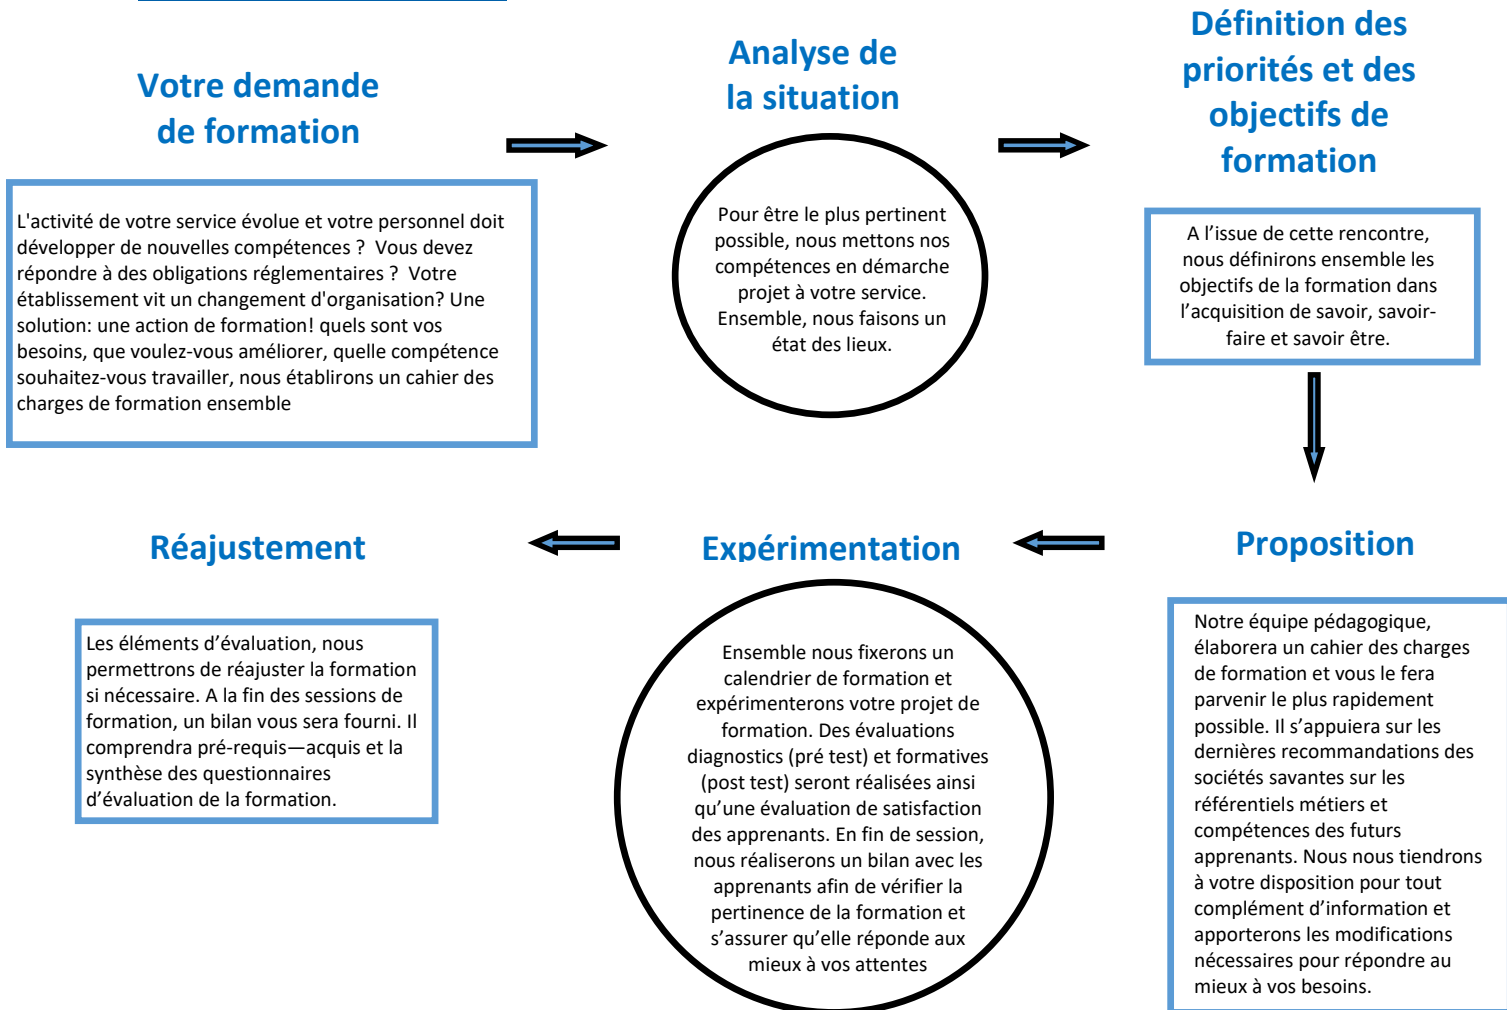 Votre demande
de formation
L'activité de votre service évolue et votre personnel doit
développer de nouvelles compétences ? Vous devez
répondre à des obligations réglementaires ? Votre
établissement vit un changement d'organisation? Une
solution: une action de formation! quels sont vos
besoins, que voulez-vous améliorer, quelle compétence
souhaitez-vous travailler, nous établirons un cahier des
charges de formation ensemble
Analyse de
la situation
Pour être le plus pertinent
possible, nous mettons nos
compétences en démarche
projet à votre service.
Ensemble, nous faisons un
état des lieux.
Définition des
priorités et des
objectifs de
formation
A l’issue de cette rencontre,
nous définirons ensemble les
objectifs de la formation dans
l’acquisition de savoir, savoir-
faire et savoir être.
Proposition
Notre équipe pédagogique,
élaborera un cahier des charges
de formation et vous le fera
parvenir le plus rapidement
possible. Il s’appuiera sur les
dernières recommandations des
sociétés savantes sur les
référentiels métiers et
compétences des futurs
apprenants. Nous nous tiendrons
à votre disposition pour tout
complément d’information et
apporterons les modifications
nécessaires pour répondre au
mieux à vos besoins.
Expérimentation
Ensemble nous fixerons un
calendrier de formation et
expérimenterons votre projet de
formation. Des évaluations
diagnostics (pré test) et formatives
(post test) seront réalisées ainsi
qu’une évaluation de satisfaction
des apprenants. En fin de session,
nous réaliserons un bilan avec les
apprenants afin de vérifier la
pertinence de la formation et
s’assurer qu’elle réponde aux
mieux à vos attentes
Réajustement
Les éléments d’évaluation, nous
permettrons de réajuster la formation
si nécessaire. A la fin des sessions de
formation, un bilan vous sera fourni. Il
comprendra pré-requis—acquis et la
synthèse des questionnaires
d’évaluation de la formation.